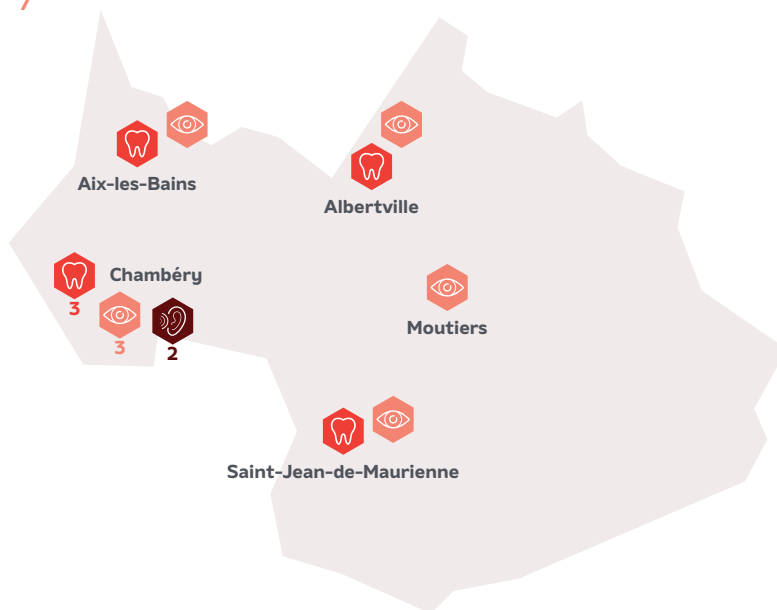 Aix-les-Bains
Albertville
Chambéry
3
3
2
Moutiers
Saint-Jean-de-Maurienne